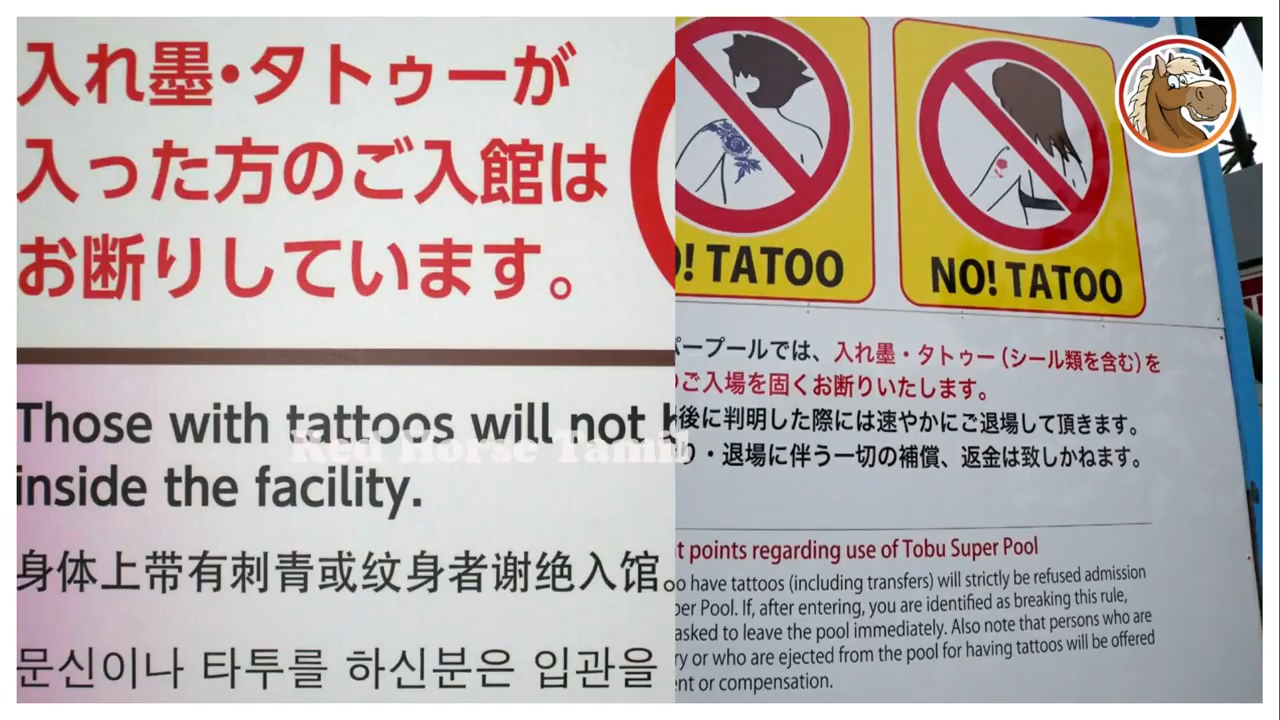 入れ墨・タトゥーが
入った方のご入館は
お断りしています。
Those with tattoos will not
inside the facility.
身体上带有刺青或纹身者谢绝入馆。
문신이나 타투를 하신분은 입관을
Red Horse Tamil
! TATOO
NO! TATOO
プールでは、入れ墨・タトゥー（シール類を含む）を
ご入場を固くお断りいたします。
後に判明した際には速やかにご退場して頂きます。
り・退場に伴う一切の補償、返金は致しかねます。
t points regarding use of Tobu Super Pool
o have tattoos (including transfers) will strictly be refused admission
per Pool. If, after entering, you are identified as breaking this rule,
asked to leave the pool immediately. Also note that persons who are
ry or who are ejected from the pool for having tattoos will be offered
ent or compensation.